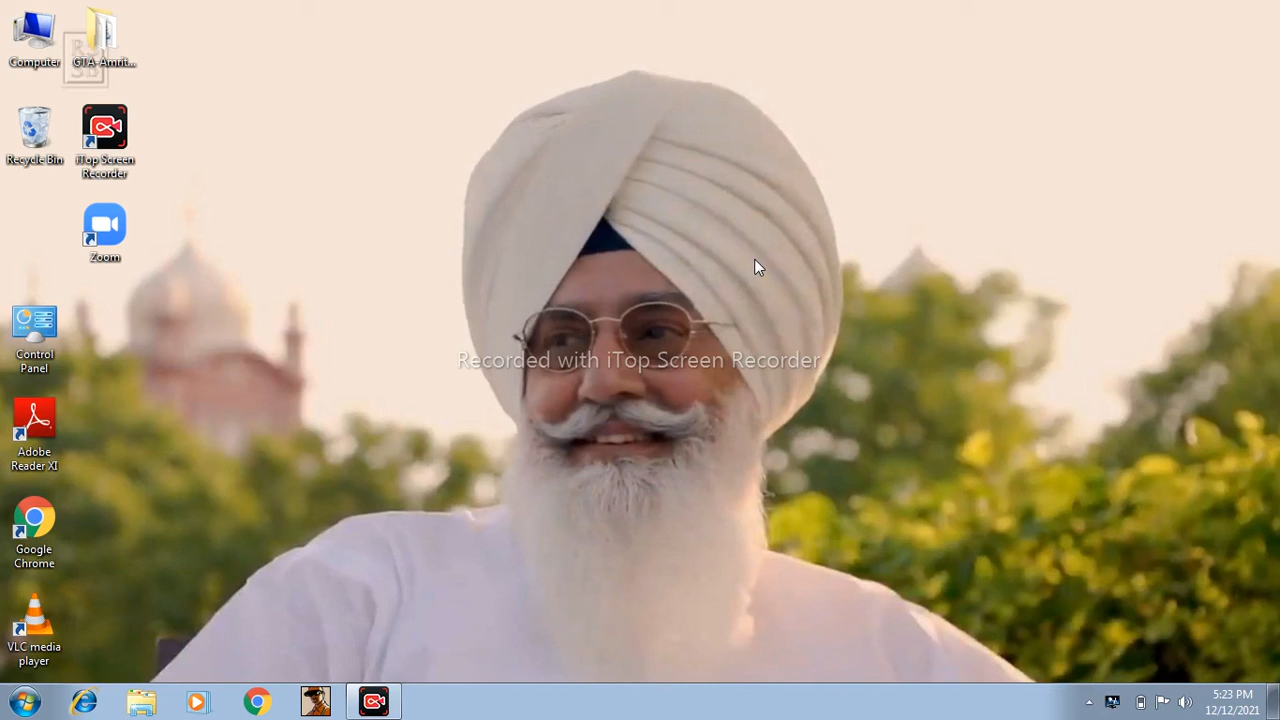 Computer
GTA-Amrit...
Recycle Bin
iTop Screen
Recorder
Zoom
Control
Panel
Recorded with iTop Screen Recorder
Adobe
Reader XI
Google
Chrome
VLC media
player
5:23 PM
12/12/2021